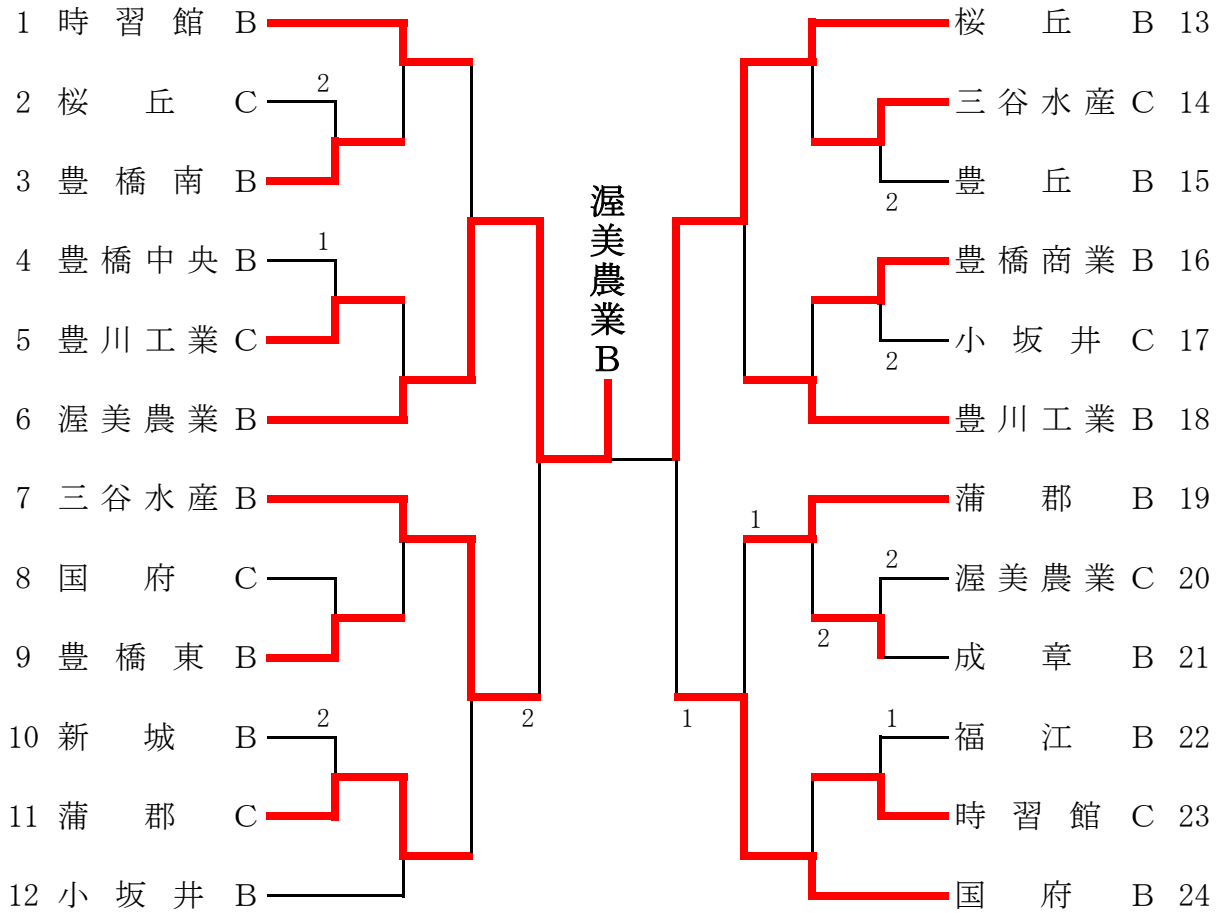 1 時習館 B
2
2 桜丘 C
3 豊橋南 B
1
4 豊橋中央 B
5 豊川工業 C
6 渥美農業 B
7 三谷水産 B
8 国府 C
9 豊橋東 B
2
10 新城 B
11 蒲郡 C
12 小坂井 B
2
渥美農業B
桜丘 B 13
三谷水産 C 14
豊丘 B 15
2
豊橋商業 B 16
小坂井 C 17
2
豊川工業 B 18
蒲郡 B 19
1
2
渥美農業 C 20
2
成章 B 21
1
1
福江 B 22
時習館 C 23
国府 B 24